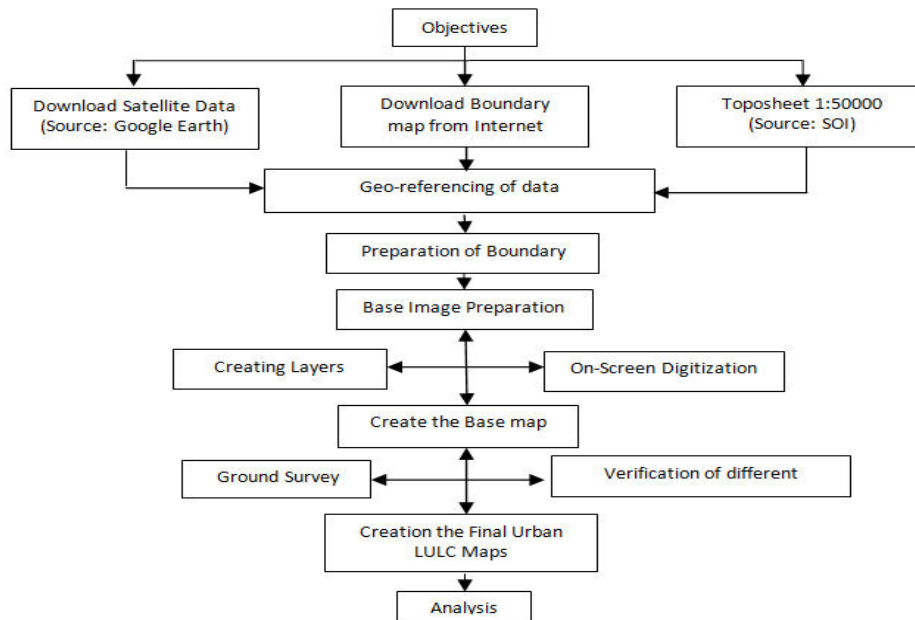 Objectives
Download Satellite Data
(Source: Google Earth)
Download Boundary
map from Internet
Toposheet 1:50000
(Source: SOI)
Geo-referencing of data
Preparation of Boundary
Base Image Preparation
Creating Layers
On-Screen Digitization
Create the Base map
Ground Survey
Verification of different
Creation the Final Urban
LULC Maps
Analysis